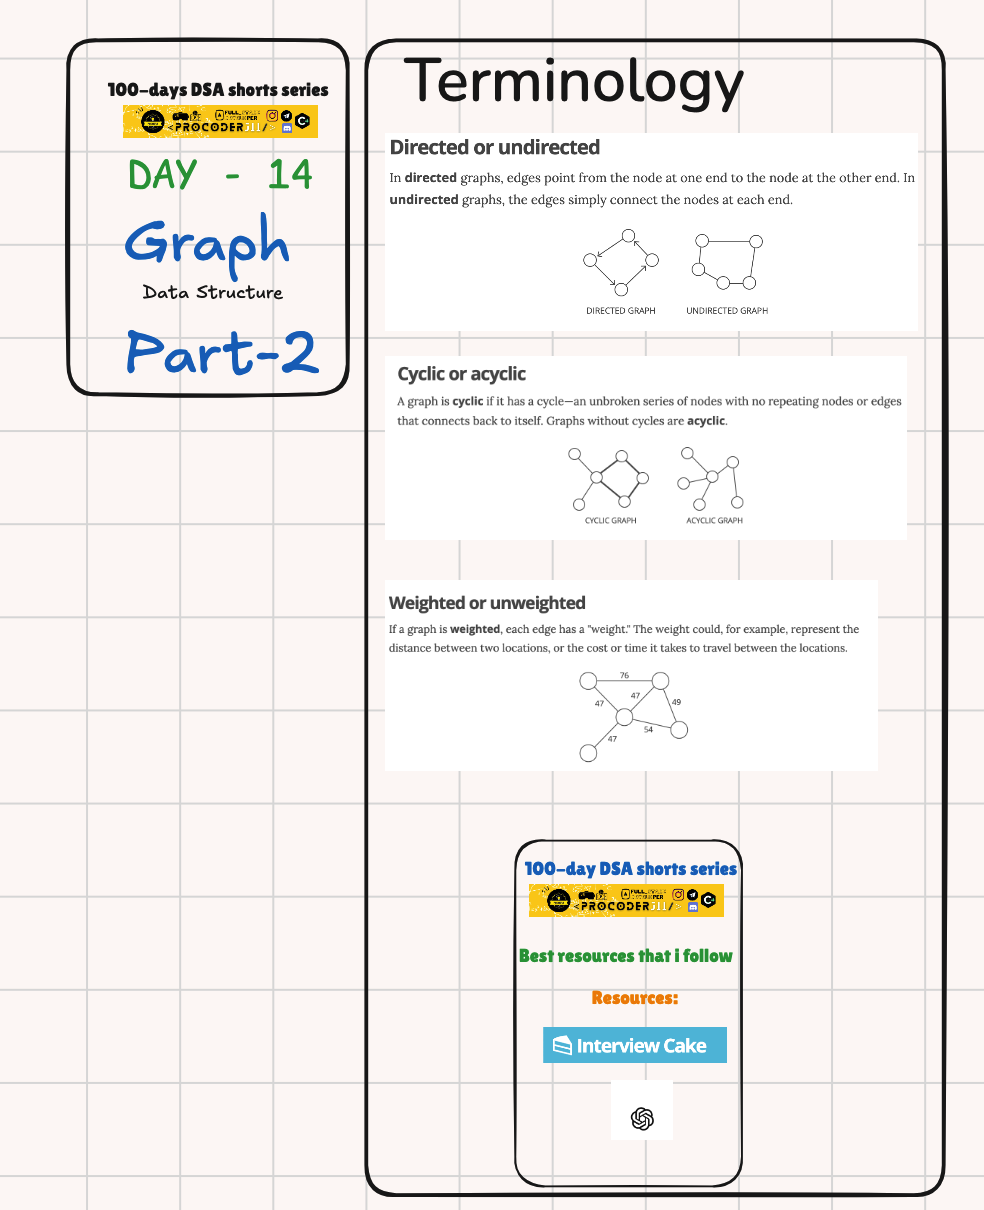 100-days DSA shorts series
<PROCODER511/>
DAY - 14
Graph
Data Structure
Part-2
Terminology
Directed or undirected
In directed graphs, edges point from the node at one end to the node at the other end. In
undirected graphs, the edges simply connect the nodes at each end.
DIRECTED GRAPH
UNDIRECTED GRAPH
Cyclic or acyclic
A graph is cyclic if it has a cycle—an unbroken series of nodes with no repeating nodes or edges
that connects back to itself. Graphs without cycles are acyclic.
CYCLIC GRAPH
ACYCLIC GRAPH
Weighted or unweighted
If a graph is weighted, each edge has a "weight." The weight could, for example, represent the
distance between two locations, or the cost or time it takes to travel between the locations.
76
47
47
49
54
47
100-day DSA shorts series
<PROCODER511/>
Best resources that i follow
Resources:
Interview Cake